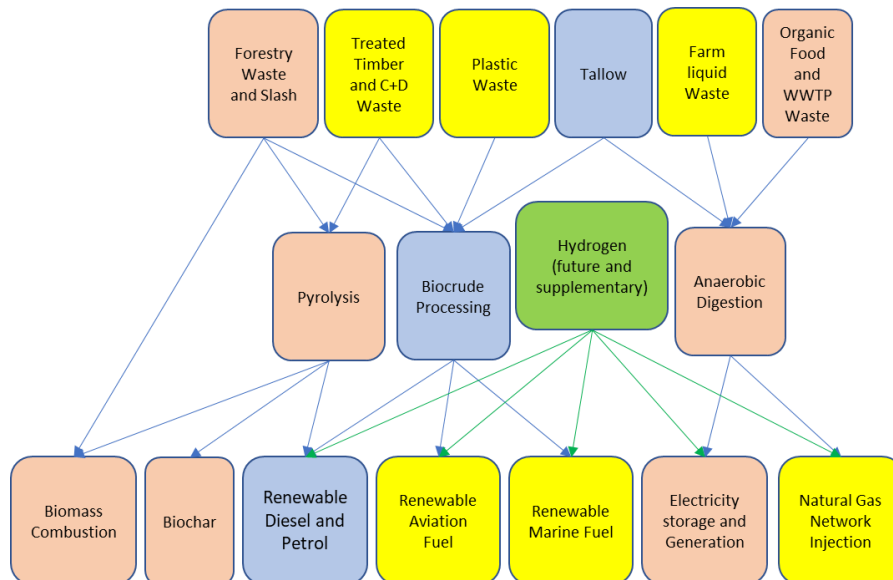 Forestry
Waste
and Slash
Treated
Timber
and C+D
Waste
Plastic
Waste
Tallow
Farm
liquid
Waste
Organic
Food
and
WWTP
Waste
Pyrolysis
Biocrude
Processing
Hydrogen
(future and
supplementary)
Anaerobic
Digestion
Biomass
Combustion
Biochar
Renewable
Diesel and
Petrol
Renewable
Aviation
Fuel
Renewable
Marine Fuel
Electricity
storage and
Generation
Natural Gas
Network
Injection